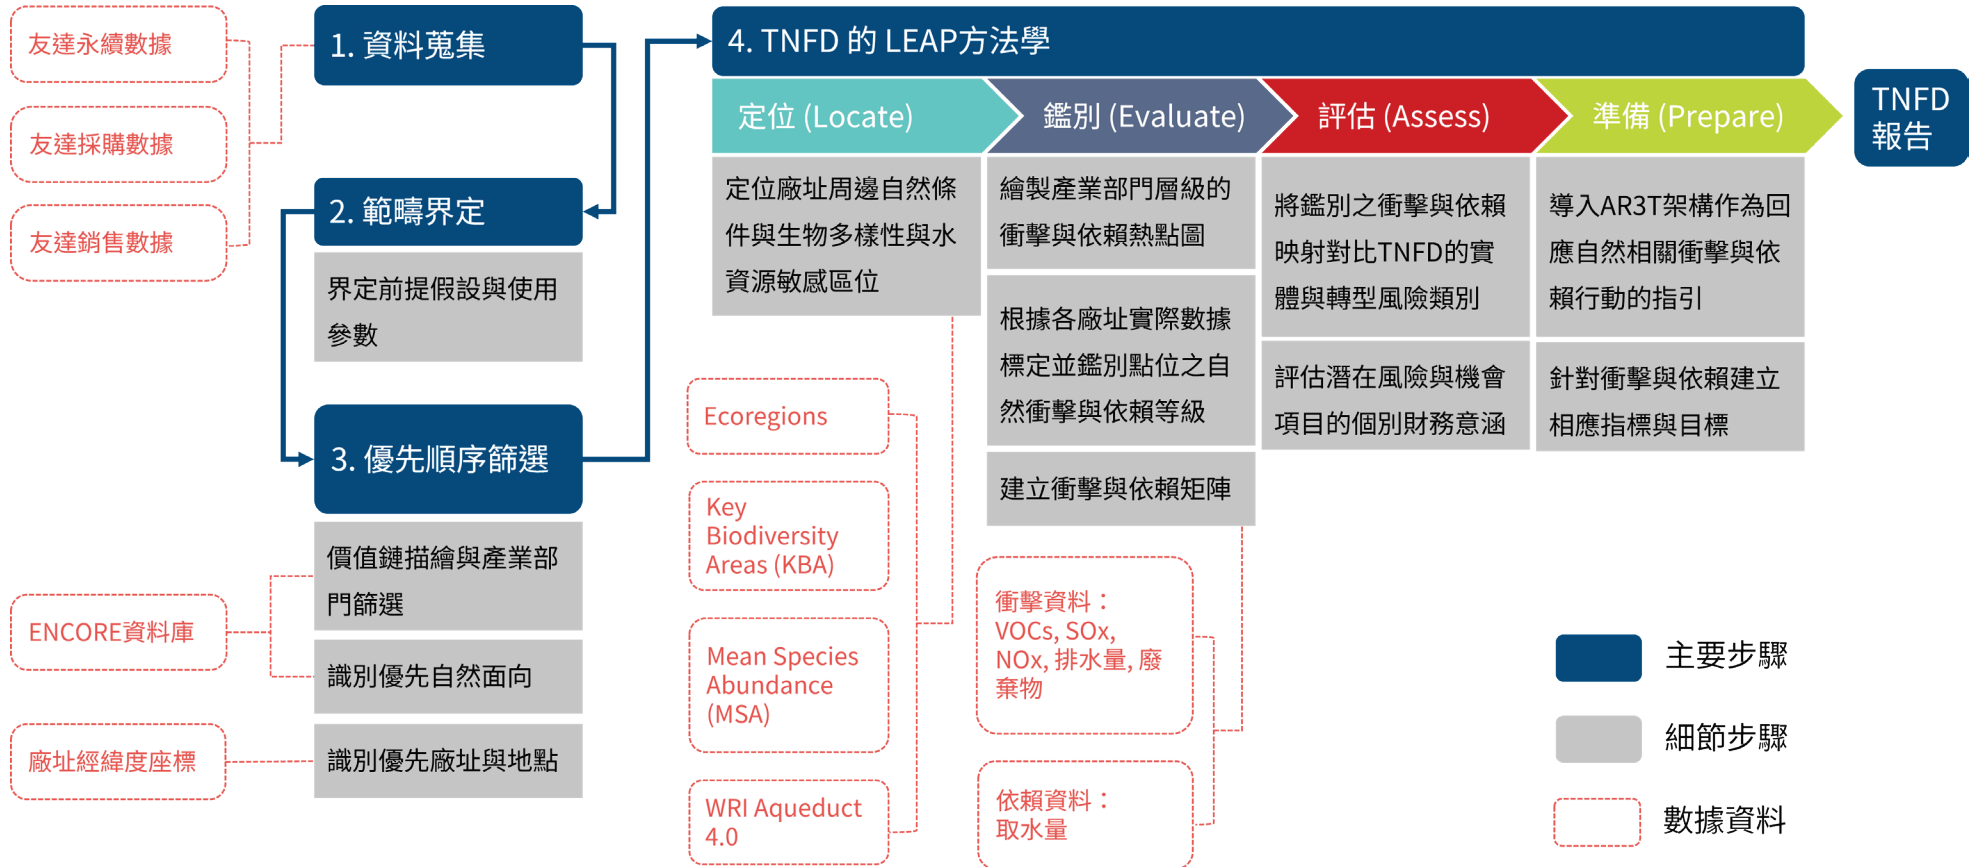 友達永續數據
友達採購數據
友達銷售數據
1. 資料蒐集
2. 範疇界定
界定前提假設與使用
參數
3. 優先順序篩選
價值鏈描繪與產業部
門篩選
識別優先自然面向
識別優先廠址與地點
ENCORE資料庫
廠址經緯度座標
4. TNFD 的 LEAP方法學
定位 (Locate)
鑑別 (Evaluate)
評估 (Assess)
準備 (Prepare)
TNFD
報告
定位廠址周邊自然條
件與生物多樣性與水
資源敏感區位
繪製產業部門層級的
衝擊與依賴熱點圖
根據各廠址實際數據
標定並鑑別點位之自
然衝擊與依賴等級
建立衝擊與依賴矩陣
將鑑別之衝擊與依賴
映射對比TNFD的實
體與轉型風險類別
評估潛在風險與機會
項目的個別財務意涵
導入AR3T架構作為回
應自然相關衝擊與依
賴行動的指引
針對衝擊與依賴建立
相應指標與目標
Ecoregions
Key
Biodiversity
Areas (KBA)
Mean Species
Abundance
(MSA)
WRI Aqueduct
4.0
衝擊資料：
VOCs, SOx,
NOx, 排水量, 廢
棄物
依賴資料：
取水量
主要步驟
細節步驟
數據資料